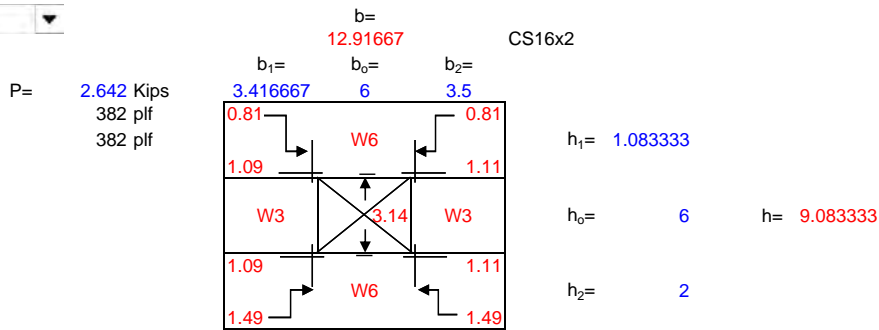 b=
12.91667 CS16x2
b₁= bₒ= b₂=
P= 2.642 Kips 3.416667 6 3.5
382 plf 0.81 0.81
382 plf W6 h₁= 1.083333
1.09 1.11
W3 3.14 W3 hₒ= 6 h= 9.083333
1.09 1.11
W6 h₂= 2
1.49 1.49